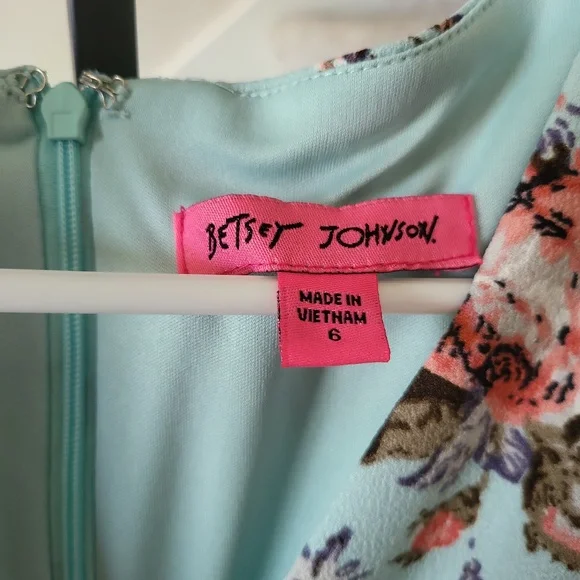 BETSEY JOHNSON.
MADE IN
VIETNAM
6